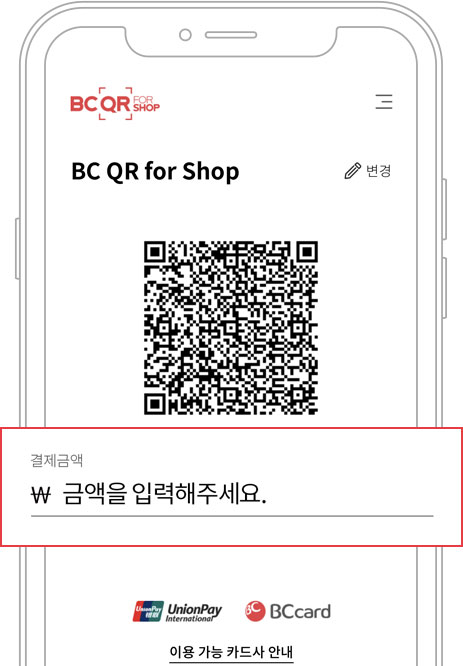 BC QR FOR SHOP
BC QR for Shop
변경
결제금액
₩ 금액을 입력해주세요.
UnionPay 银联 UnionPay International
BC BCcard
이용 가능 카드사 안내